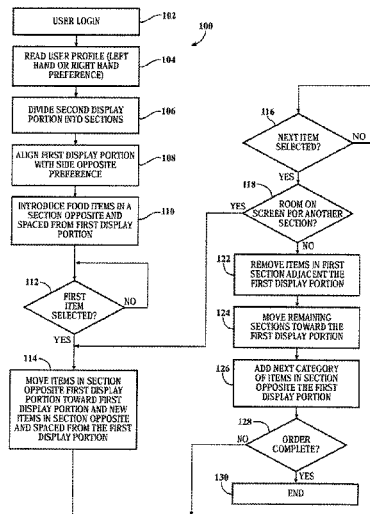 USER LOGIN
102
100
READ USER PROFILE (LEFT
HAND OR RIGHT HAND
PREFERENCE)
104
DIVIDE SECOND DISPLAY
PORTION INTO SECTIONS
106
ALIGN FIRST DISPLAY PORTION
WITH SIDE OPPOSITE
PREFERENCE
108
INTRODUCE FOOD ITEMS IN A
SECTION OPPOSITE AND
SPACED FROM FIRST DISPLAY
PORTION
110
112
FIRST
ITEM
SELECTED?
NO
YES
114
MOVE ITEMS IN SECTION
OPPOSITE FIRST DISPLAY
PORTION TOWARD FIRST
DISPLAY PORTION AND NEW
ITEMS IN SECTION OPPOSITE
AND SPACED FROM THE FIRST
DISPLAY PORTION
116
NEXT ITEM
SELECTED?
NO
YES
118
YES
ROOM ON
SCREEN FOR ANOTHER
SECTION?
NO
122
REMOVE ITEMS IN FIRST
SECTION ADJACENT THE
FIRST DISPLAY PORTION
124
MOVE REMAINING
SECTIONS TOWARD THE
FIRST DISPLAY PORTION
126
ADD NEXT CATEGORY
OF ITEMS IN SECTION
OPPOSITE THE FIRST
DISPLAY PORTION
128
NO
ORDER
COMPLETE?
YES
130
END